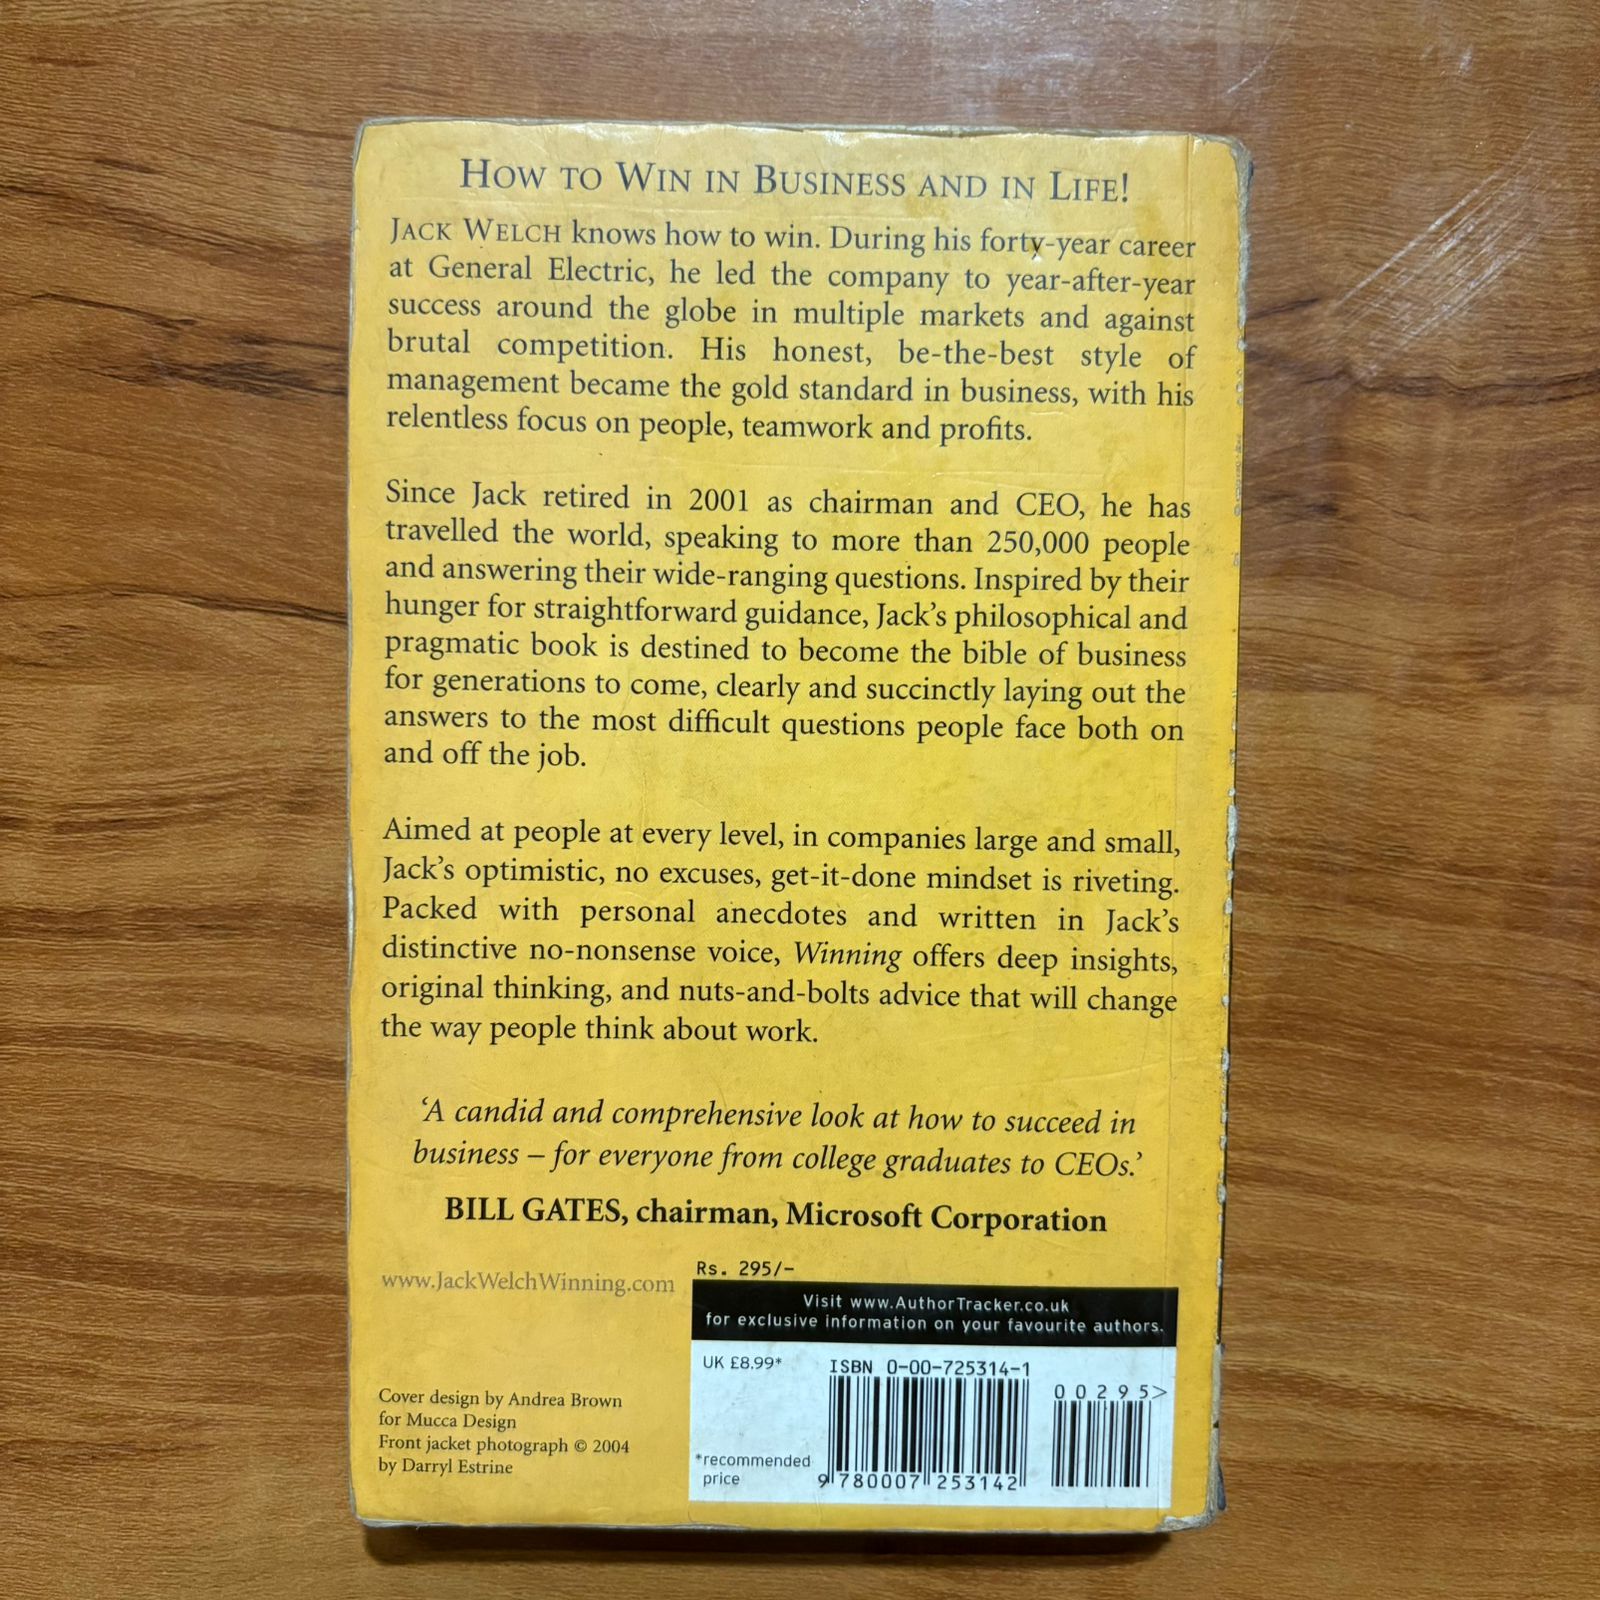 HOW TO WIN IN BUSINESS AND IN LIFE!
JACK WELCH knows how to win. During his forty-year career
at General Electric, he led the company to year-after-year
success around the globe in multiple markets and against
brutal competition. His honest, be-the-best style of
management became the gold standard in business, with his
relentless focus on people, teamwork and profits.
Since Jack retired in 2001 as chairman and CEO, he has
travelled the world, speaking to more than 250,000 people
and answering their wide-ranging questions. Inspired by their
hunger for straightforward guidance, Jack's philosophical and
pragmatic book is destined to become the bible of business
for generations to come, clearly and succinctly laying out the
answers to the most difficult questions people face both on
and off the job.
Aimed at people at every level, in companies large and small,
Jack's optimistic, no excuses, get-it-done mindset is riveting.
Packed with personal anecdotes and written in Jack's
distinctive no-nonsense voice, Winning offers deep insights,
original thinking, and nuts-and-bolts advice that will change
the way people think about work.
‘A candid and comprehensive look at how to succeed in
business – for everyone from college graduates to CEOs.’
BILL GATES, chairman, Microsoft Corporation
www.JackWelchWinning.com
Rs. 295/-
Visit www.AuthorTracker.co.uk
for exclusive information on your favourite authors.
UK £8.99*
ISBN 0-00-725314-1
00295>
*recommended
price
9 780007 253142
Cover design by Andrea Brown
for Mucca Design
Front jacket photograph © 2004
by Darryl Estrine